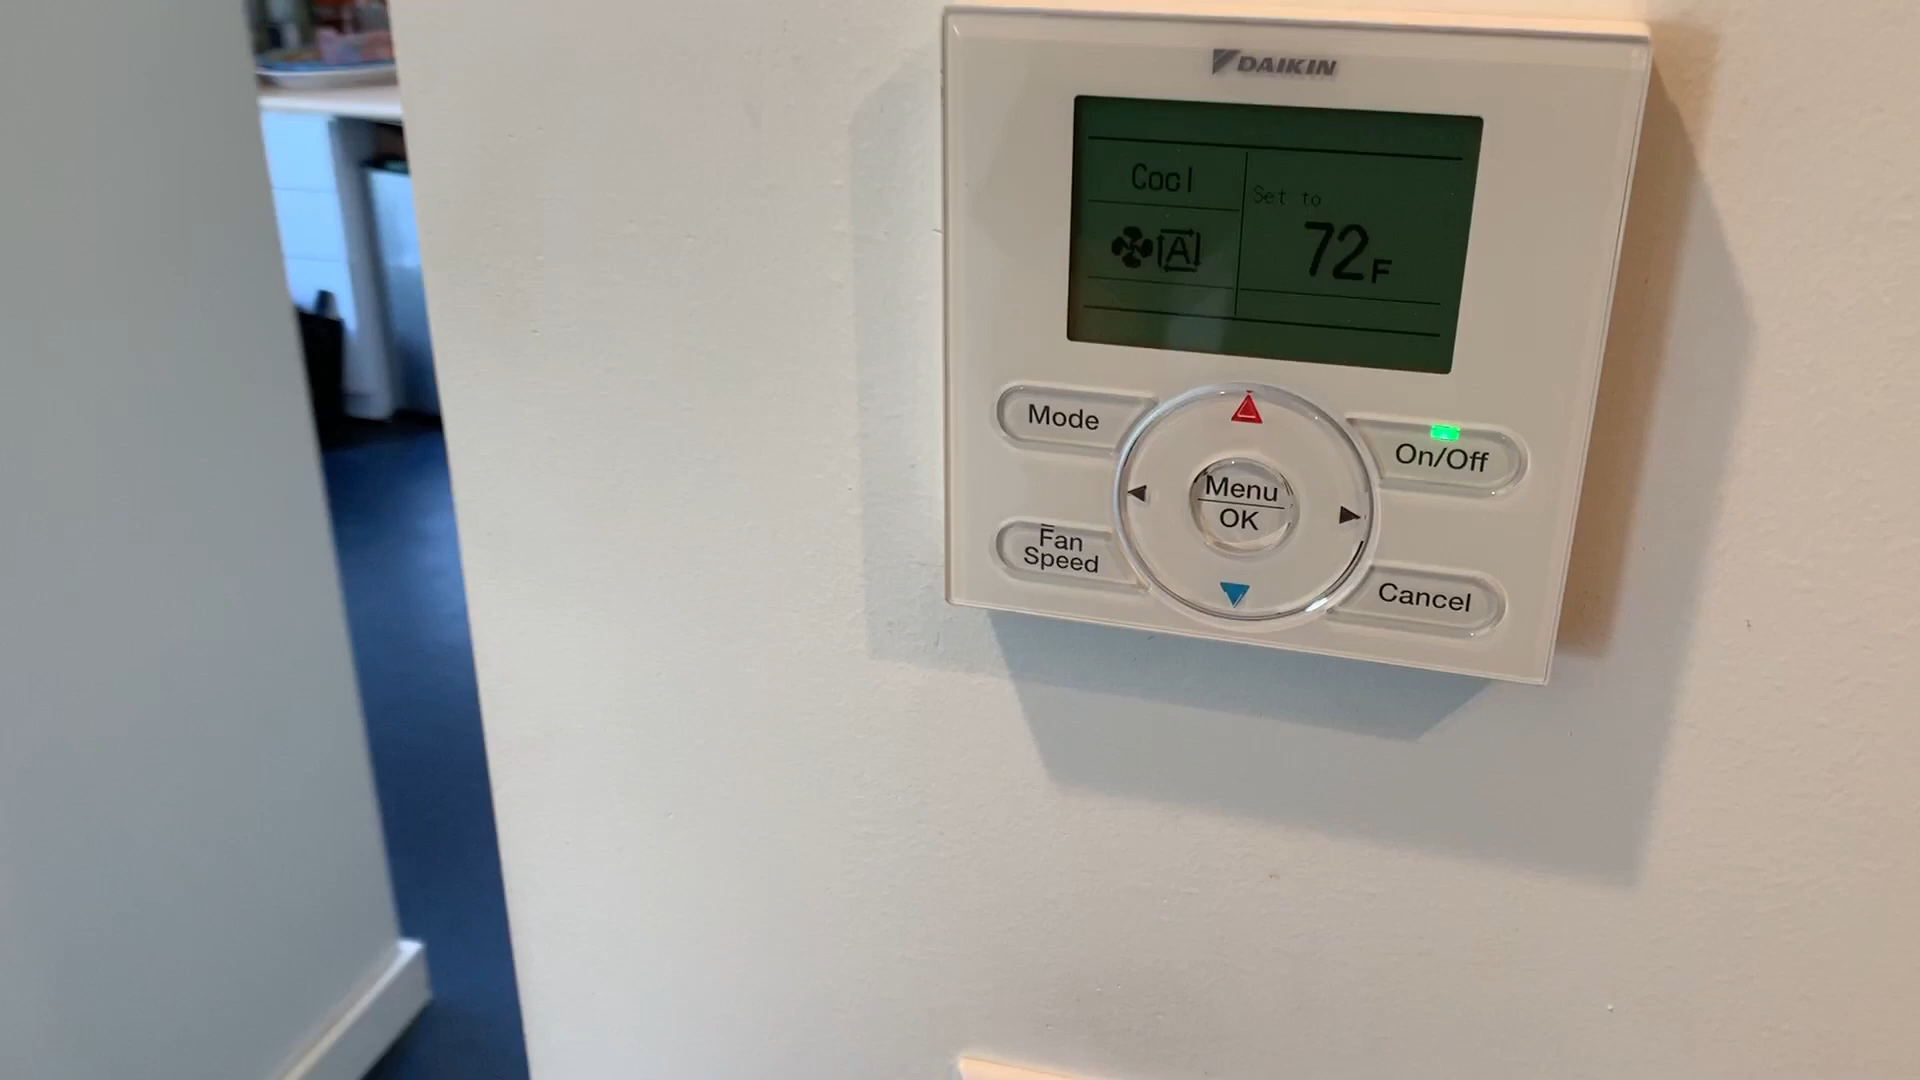 DAIKIN
Cool
Set to
A
72F
Mode
On/Off
Menu
OK
Fan
Speed
Cancel